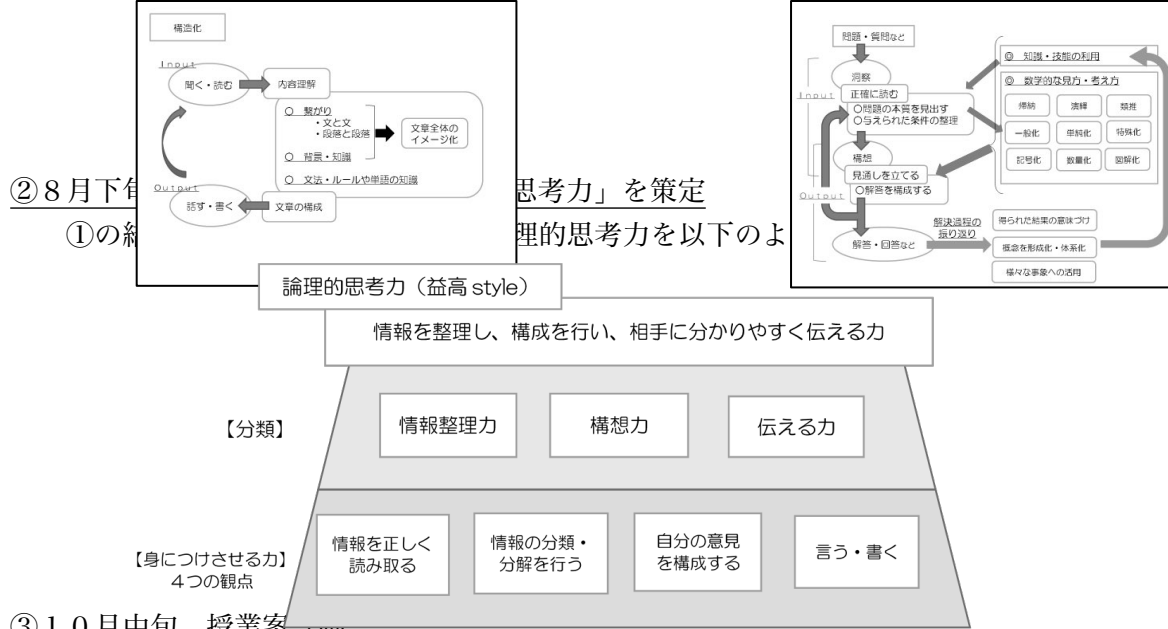 構造化
Input
聞く・読む
内容理解
○ 繋がり
・文と文
・段落と段落
○ 背景・知識
○ 文法・ルールや単語の知識
文章全体の
イメージ化
Output
話す・書く
文章の構成
問題・質問など
洞察
Input
正確に読む
○問題の本質を見出す
○与えられた条件の整理
構想
見通しを立てる
○解答を構成する
Output
解答・回答など
解決過程の
振り返り
◎ 知識・技能の利用
◎ 数学的な見方・考え方
帰納
演繹
類推
一般化
単純化
特殊化
記号化
数量化
図解化
得られた結果の意味づけ
概念を形成化・体系化
様々な事象への活用
②8月下旬 思考力」を策定
①の 理的思考力を以下のよ
論理的思考力(益高 style)
情報を整理し、構成を行い、相手に分かりやすく伝える力
【分類】
情報整理力
構想力
伝える力
【身につけさせる力】
4つの観点
情報を正しく
読み取る
情報の分類・
分解を行う
自分の意見
を構成する
言う・書く
③10月中旬 授業案